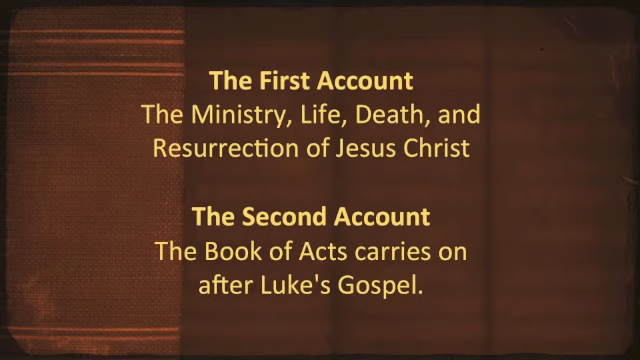 The First Account
The Ministry, Life, Death, and
Resurrection of Jesus Christ
The Second Account
The Book of Acts carries on
after Luke's Gospel.